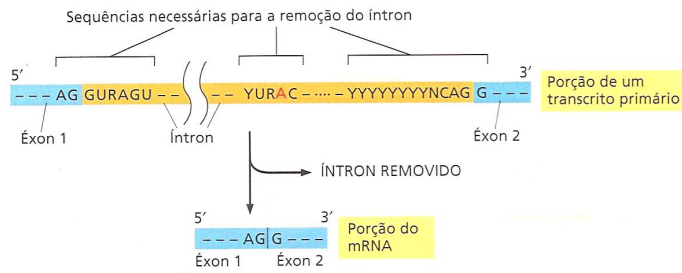 Sequências necessárias para a remoção do íntron
5′ 3′
– – – AG GURAGU – – – – YURAC – ···· – YYYYYYYYNCAG G – – –
Porção de um
transcrito primário
Éxon 1 Íntron Éxon 2
ÍNTRON REMOVIDO
5′ 3′
– – – AG G – – –
Porção do
mRNA
Éxon 1 Éxon 2